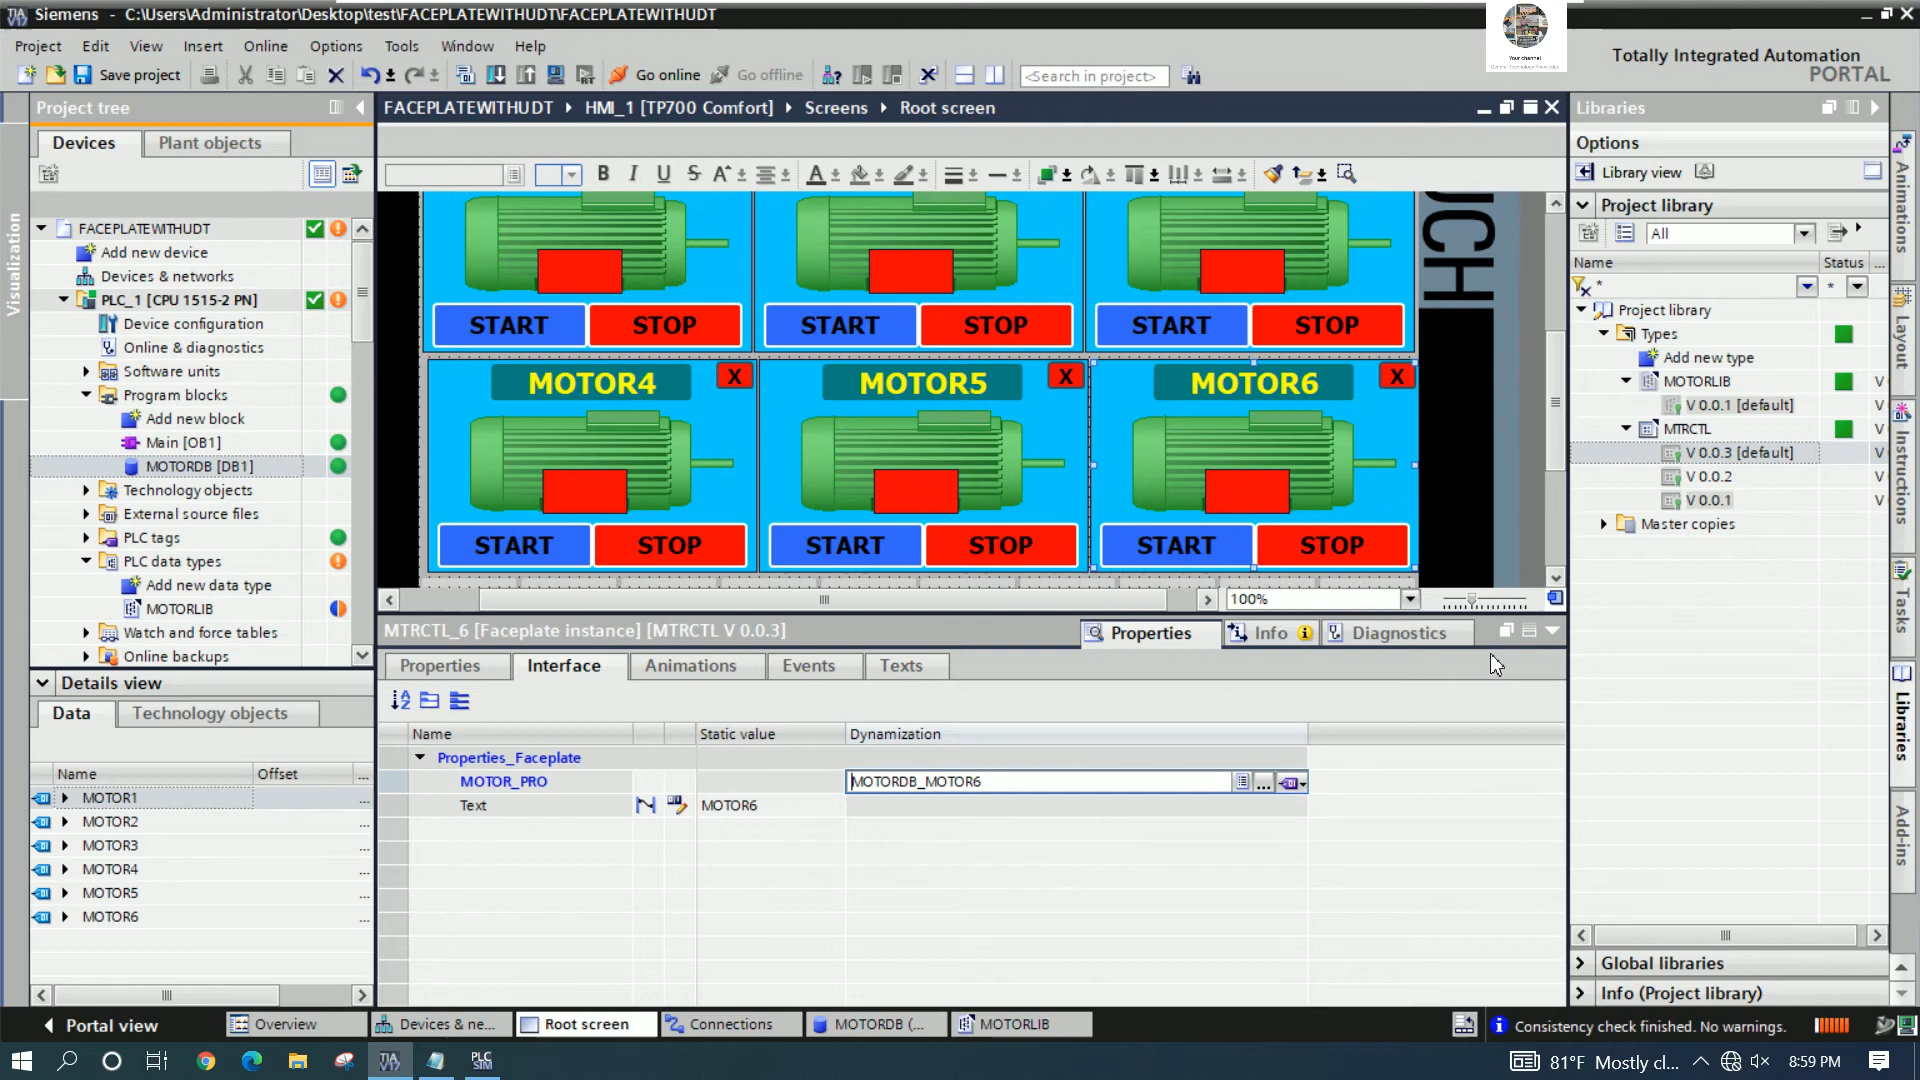 Siemens - C:\Users\Administrator\Desktop\test\FACEPLATEWITHUDT\FACEPLATEWITHUDT
Your channel
Project Edit View Insert Online Options Tools Window Help
Totally Integrated Automation
PORTAL
Save project
Go online
Go offline
<Search in project>
Project tree
FACEPLATEWITHUDT HMI_1 [TP700 Comfort] Screens Root screen
Libraries
Devices
Plant objects
Options
Library view
Visualization
FACEPLATEWITHUDT
Add new device
Devices & networks
PLC_1 [CPU 1515-2 PN]
Device configuration
Online & diagnostics
Software units
Program blocks
Add new block
Main [OB1]
MOTORDB [DB1]
Technology objects
External source files
PLC tags
PLC data types
Add new data type
MOTORLIB
Watch and force tables
Online backups
START STOP START STOP START STOP
MOTOR4 X MOTOR5 X MOTOR6 X
START STOP START STOP START STOP
UCH
100%
Project library
All
Name Status ...
*
*
Project library
Types
Add new type
MOTORLIB V
V 0.0.1 [default] V
MTRCTL
V 0.0.3 [default] V
V 0.0.2 V
V 0.0.1 V
Master copies
Global libraries
Info (Project library)
Animations
Layout
Instructions
Tasks
Libraries
Add-ins
MTRCTL_6 [Faceplate instance] [MTRCTL V 0.0.3]
Properties Info Diagnostics
Properties Interface Animations Events Texts
Name Static value Dynamization
Properties_Faceplate
MOTOR_PRO MOTORDB_MOTOR6 ...
Text MOTOR6
Details view
Data Technology objects
Name Offset ...
MOTOR1 ...
MOTOR2 ...
MOTOR3 ...
MOTOR4 ...
MOTOR5 ...
MOTOR6 ...
Portal view Overview Devices & ne... Root screen Connections MOTORDB (... MOTORLIB
Consistency check finished. No warnings.
TIA
PLC SIM
81°F Mostly cl... 8:59 PM